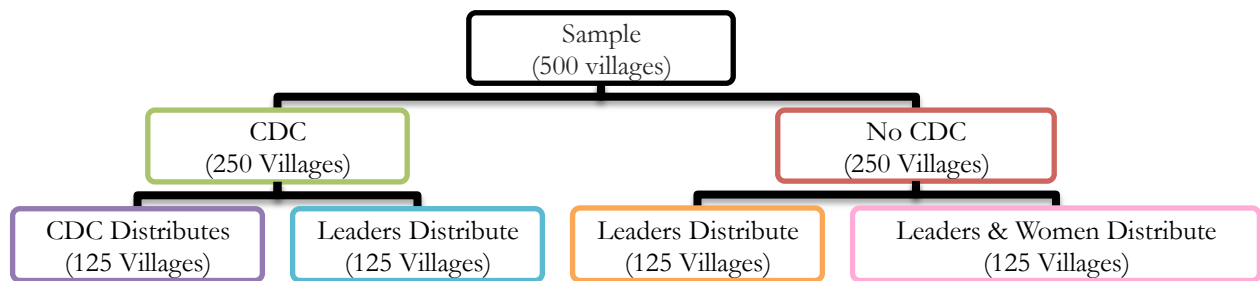 Sample
(500 villages)
CDC
(250 Villages)
No CDC
(250 Villages)
CDC Distributes
(125 Villages)
Leaders Distribute
(125 Villages)
Leaders Distribute
(125 Villages)
Leaders & Women Distribute
(125 Villages)